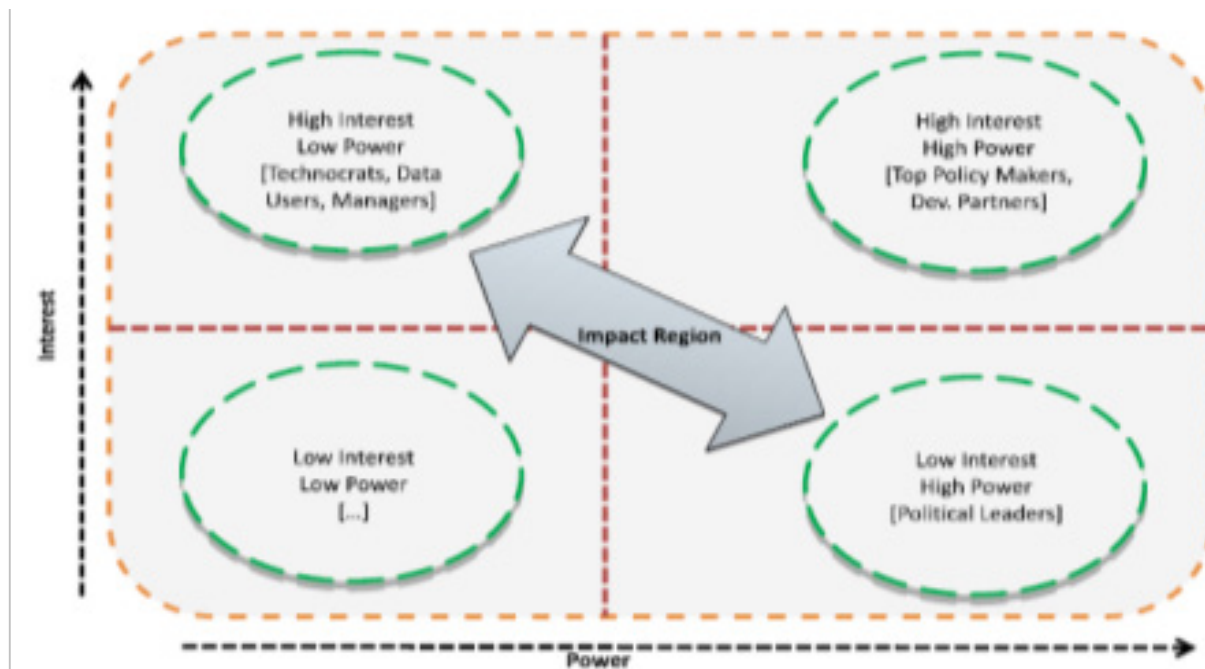 High Interest
Low Power
[Technocrats, Data
Users, Managers]
High Interest
High Power
[Top Policy Makers,
Dev. Partners]
Interest
Impact Region
Low Interest
Low Power
[...]
Low Interest
High Power
[Political Leaders]
Power